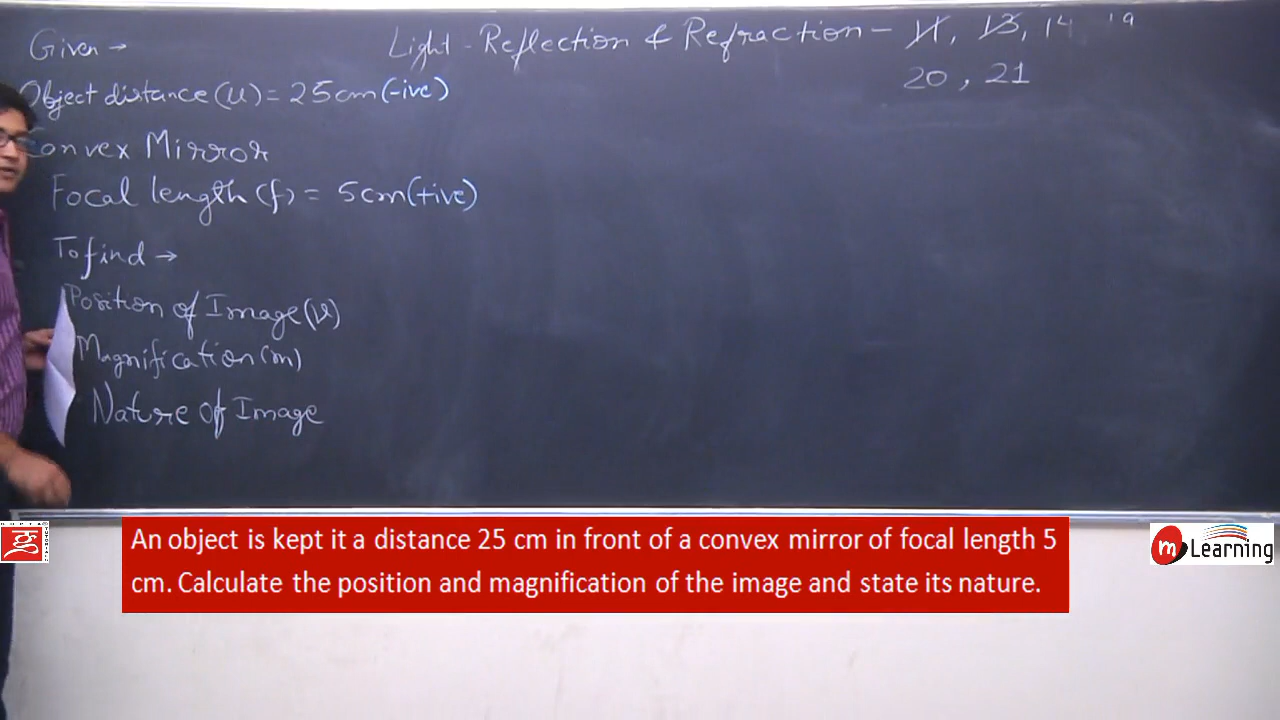 Given →
Light - Reflection & Refraction - 11, 13, 14 19
20, 21
Object distance (u) = 25cm (-ive)
Convex Mirror
Focal length (f) = 5cm (+ive)
To find →
Position of Image (v)
Magnification (m)
Nature of Image
An object is kept it a distance 25 cm in front of a convex mirror of focal length 5
cm. Calculate the position and magnification of the image and state its nature.
m Learning